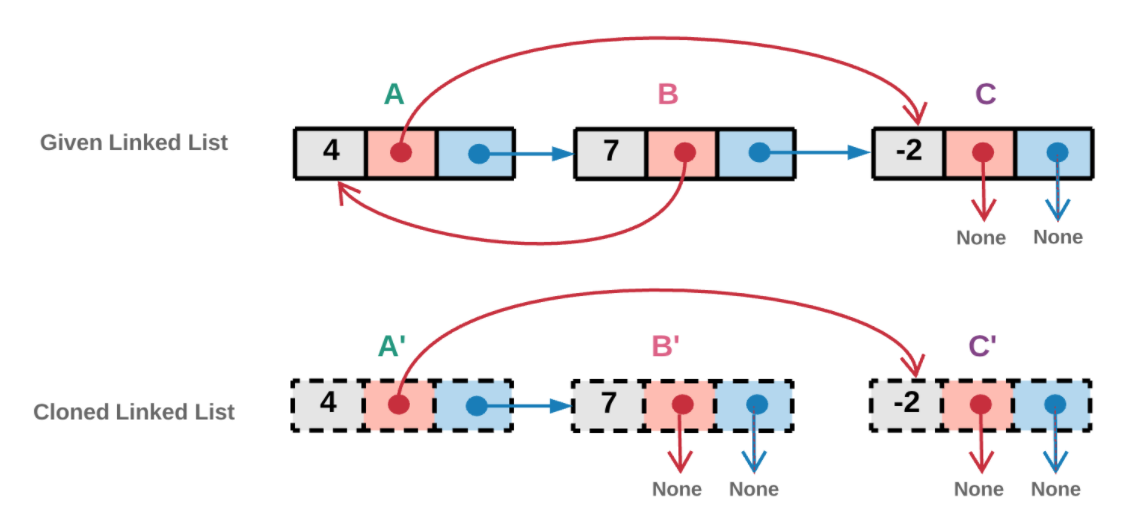 A B C
Given Linked List 4 7 -2
None None
A' B' C'
Cloned Linked List 4 7 -2
None None None None